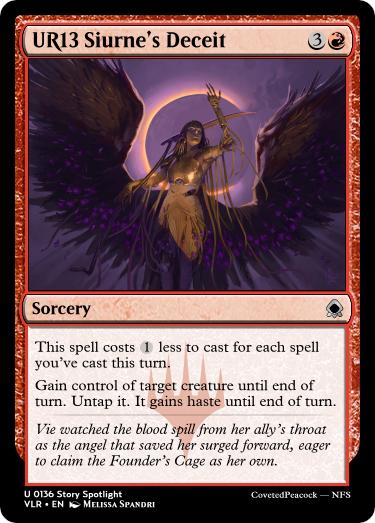 UR13 Siurne's Deceit 3
Sorcery
This spell costs 1 less to cast for each spell
you've cast this turn.
Gain control of target creature until end of
turn. Untap it. It gains haste until end of turn.
Vie watched the blood spill from her ally's throat
as the angel that saved her surged forward, eager
to claim the Founder's Cage as her own.
U 0136 Story Spotlight
VLR • EN Melissa Spandri
CovetedPeacock — NFS